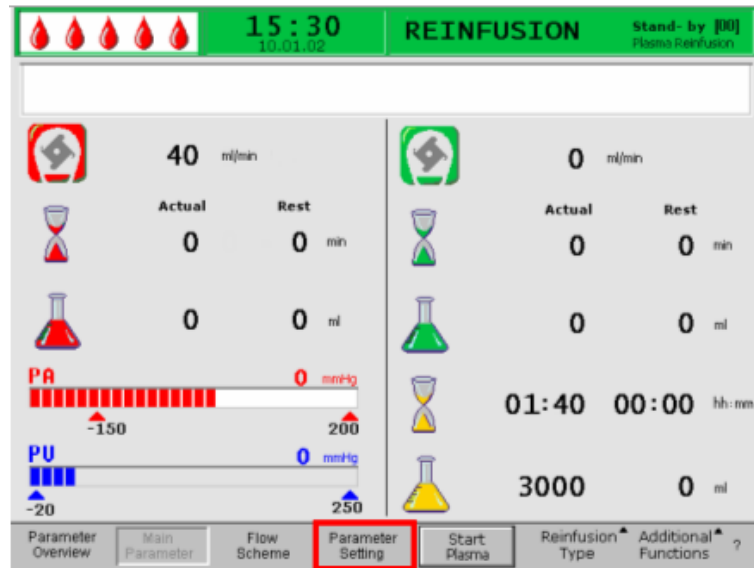 15:30
10.01.02
REINFUSION
Stand- by [00]
Plasma Reinfusion
40 ml/min
0 ml/min
Actual Rest
0 0 min
Actual Rest
0 0 min
0 0 ml
0 0 ml
PA 0 mmHg
-150 200
01:40 00:00 hh:mm
PV 0 mmHg
-20 250
3000 0 ml
Parameter Overview
Main Parameter
Flow Scheme
Parameter Setting
Start Plasma
Reinfusion Type
Additional Functions
?